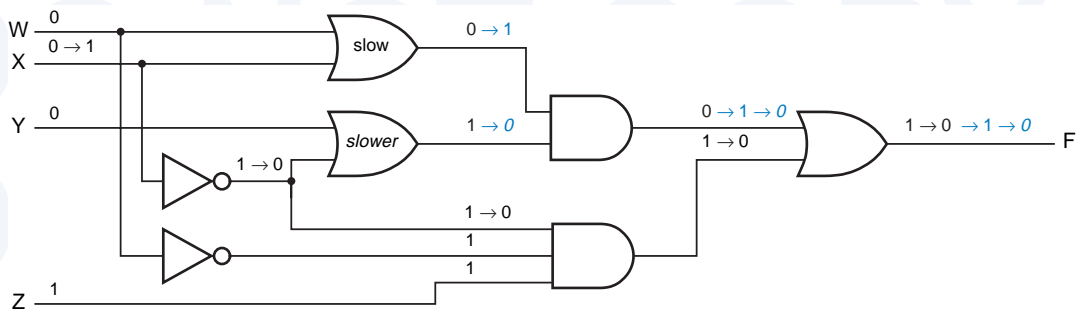 W 0
slow
0 → 1
X 0 → 1
Y 0
slower
1 → 0
0 → 1 → 0
1 → 0
1 → 0 → 1 → 0
F
1 → 0
1 → 0
1
1
Z 1